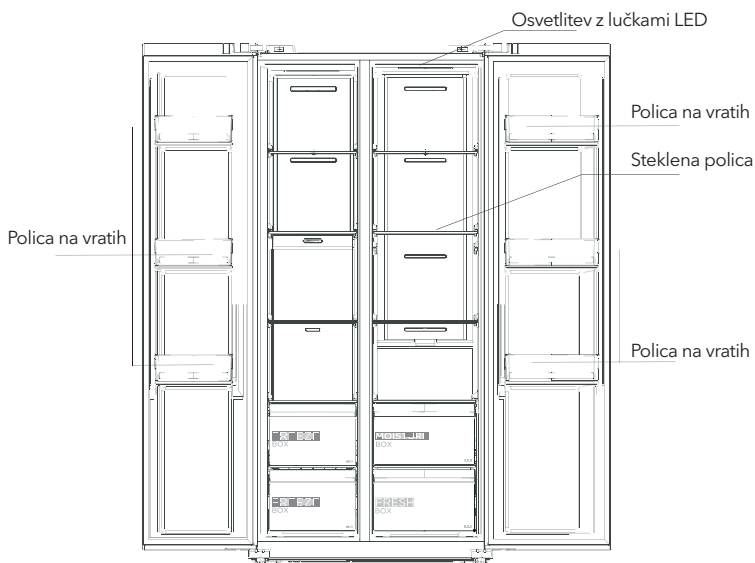 Osvetlitev z lučkami LED
Polica na vratih
Steklena polica
Polica na vratih
Polica na vratih
BOX
BOX
BOX
FRESH
BOX